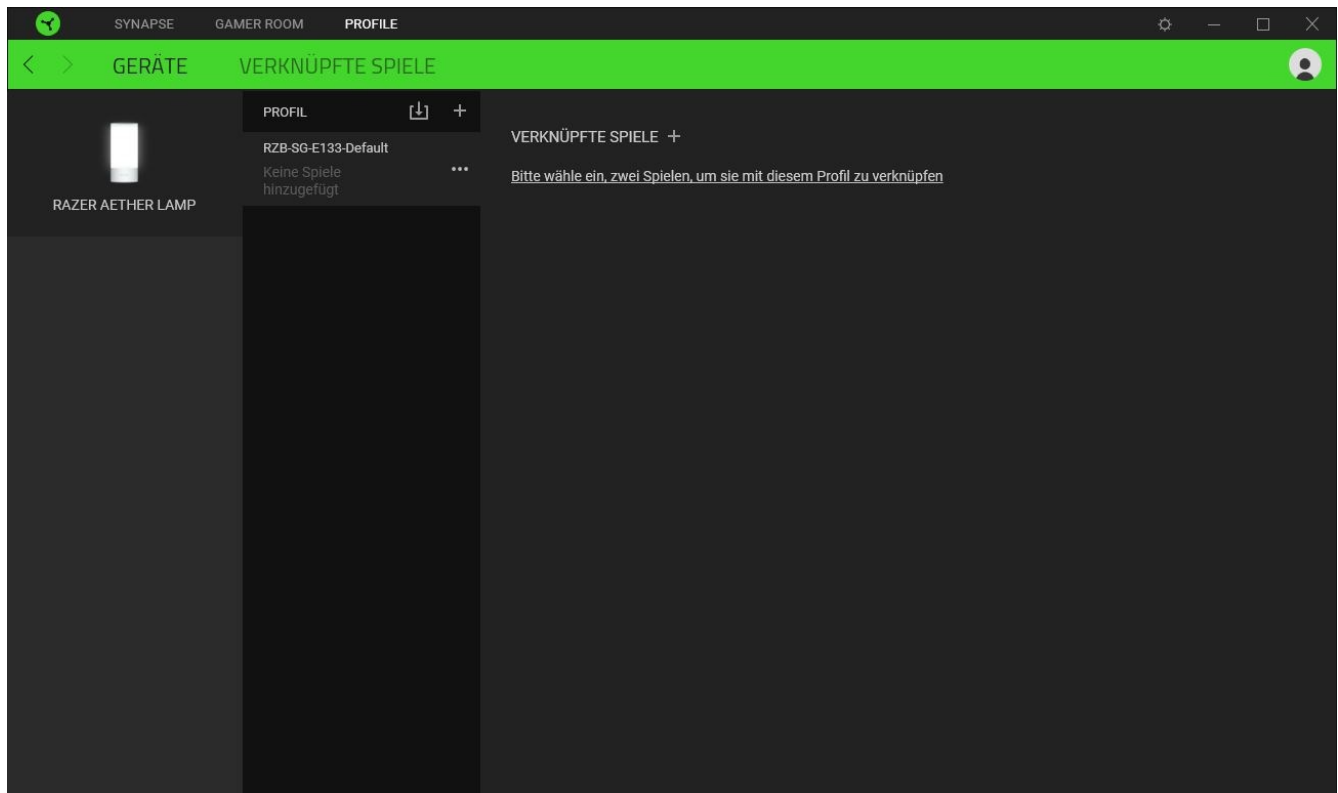 SYNAPSE GAMER ROOM PROFILE
GERÄTE VERKNÜPFTE SPIELE
RAZER AETHER LAMP
PROFIL
RZB-SG-E133-Default
Keine Spiele
hinzugefügt
VERKNÜPFTE SPIELE +
Bitte wähle ein, zwei Spielen, um sie mit diesem Profil zu verknüpfen